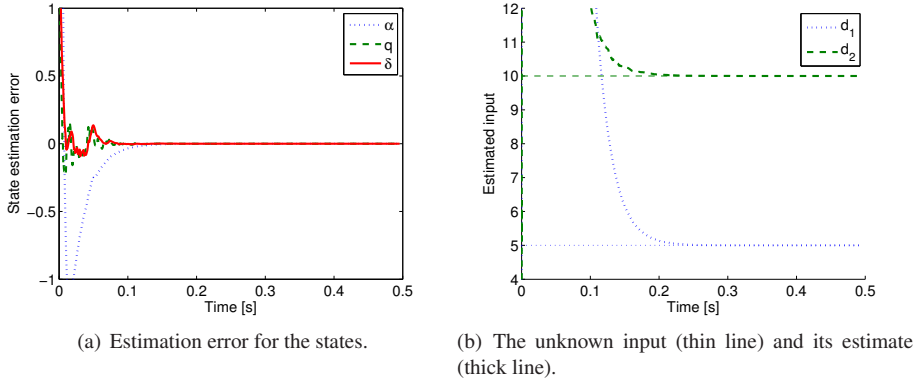 1
0.5
0
−0.5
−1
State estimation error
α
q
δ
0
0.1
0.2
0.3
0.4
0.5
Time [s]
(a) Estimation error for the states.
12
11
10
9
8
7
6
5
4
Estimated input
d1
d2
0
0.1
0.2
0.3
0.4
0.5
Time [s]
(b) The unknown input (thin line) and its estimate
(thick line).